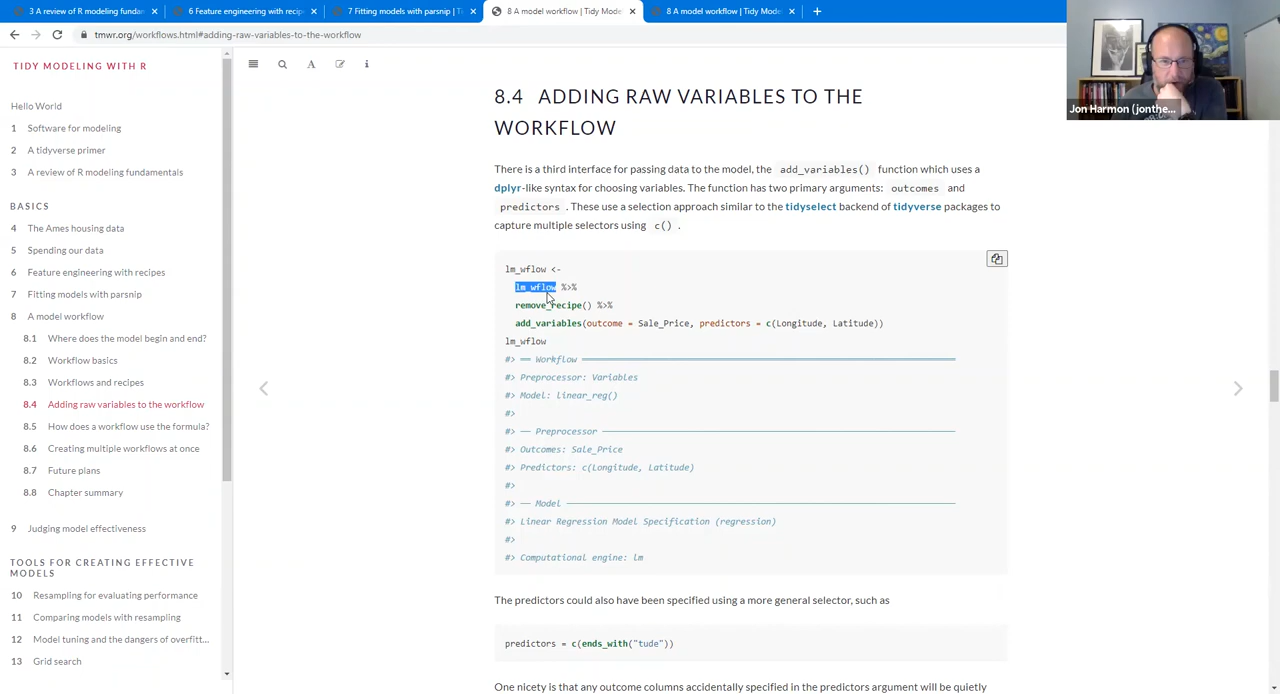 3 A review of R modeling fundam
6 Feature engineering with recip
7 Fitting models with parsnip | T
8 A model workflow | Tidy Mode
8 A model workflow | Tidy Mode
tmwr.org/workflows.html#adding-raw-variables-to-the-workflow
Jon Harmon (jonthe...
TIDY MODELING WITH R
Hello World
1 Software for modeling
2 A tidyverse primer
3 A review of R modeling fundamentals
BASICS
4 The Ames housing data
5 Spending our data
6 Feature engineering with recipes
7 Fitting models with parsnip
8 A model workflow
8.1 Where does the model begin and end?
8.2 Workflow basics
8.3 Workflows and recipes
8.4 Adding raw variables to the workflow
8.5 How does a workflow use the formula?
8.6 Creating multiple workflows at once
8.7 Future plans
8.8 Chapter summary
9 Judging model effectiveness
TOOLS FOR CREATING EFFECTIVE
MODELS
10 Resampling for evaluating performance
11 Comparing models with resampling
12 Model tuning and the dangers of overfitt...
13 Grid search
8.4 ADDING RAW VARIABLES TO THE
WORKFLOW
There is a third interface for passing data to the model, the add_variables() function which uses a
dplyr-like syntax for choosing variables. The function has two primary arguments: outcomes and
predictors . These use a selection approach similar to the tidyselect backend of tidyverse packages to
capture multiple selectors using c() .
lm_wflow <-
lm_wflow %>%
remove_recipe() %>%
add_variables(outcome = Sale_Price, predictors = c(Longitude, Latitude))
lm_wflow
#> ══ Workflow ══════════════════════════════
#> Preprocessor: Variables
#> Model: linear_reg()
#>
#> ── Preprocessor ──────────────────────────────
#> Outcomes: Sale_Price
#> Predictors: c(Longitude, Latitude)
#>
#> ── Model ──────────────────────────────
#> Linear Regression Model Specification (regression)
#>
#> Computational engine: lm
The predictors could also have been specified using a more general selector, such as
predictors = c(ends_with("tude"))
One nicety is that any outcome columns accidentally specified in the predictors argument will be quietly